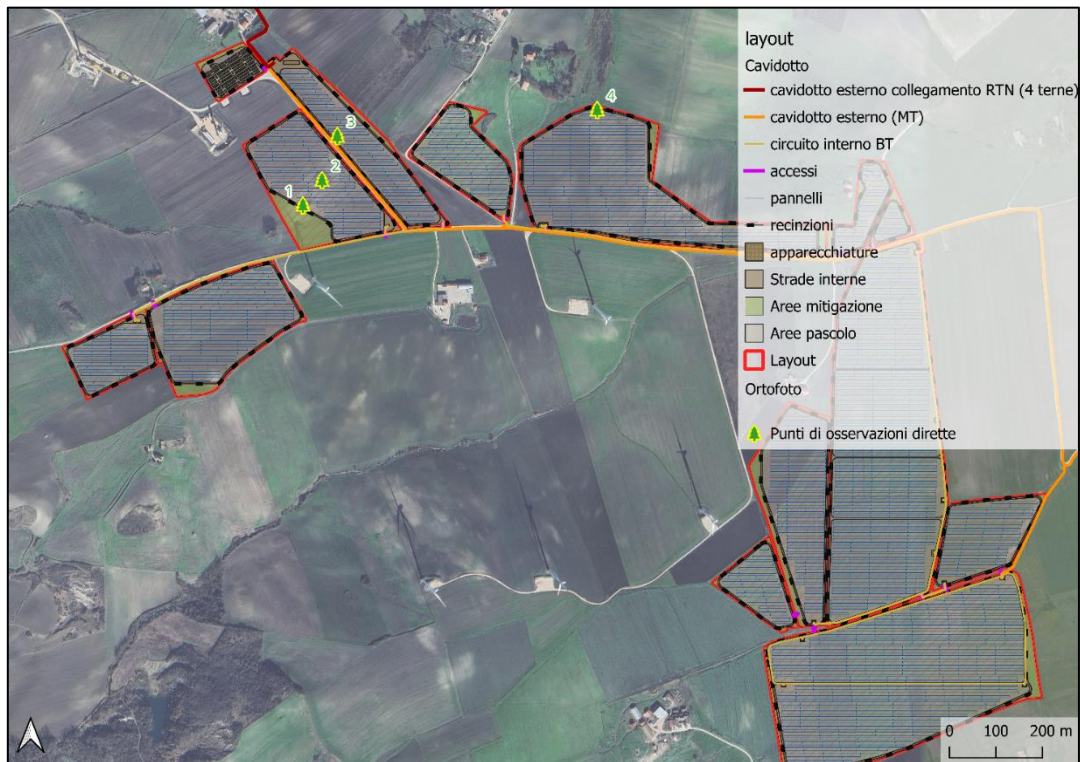 layout
Cavidotto
cavidotto esterno collegamento RTN (4 terne)
cavidotto esterno (MT)
circuito interno BT
accessi
pannelli
recinzioni
apparecchiature
Strade interne
Aree mitigazione
Aree pascolo
Layout
Ortofoto
Punti di osservazioni dirette
4
3
2
1
0 100 200 m